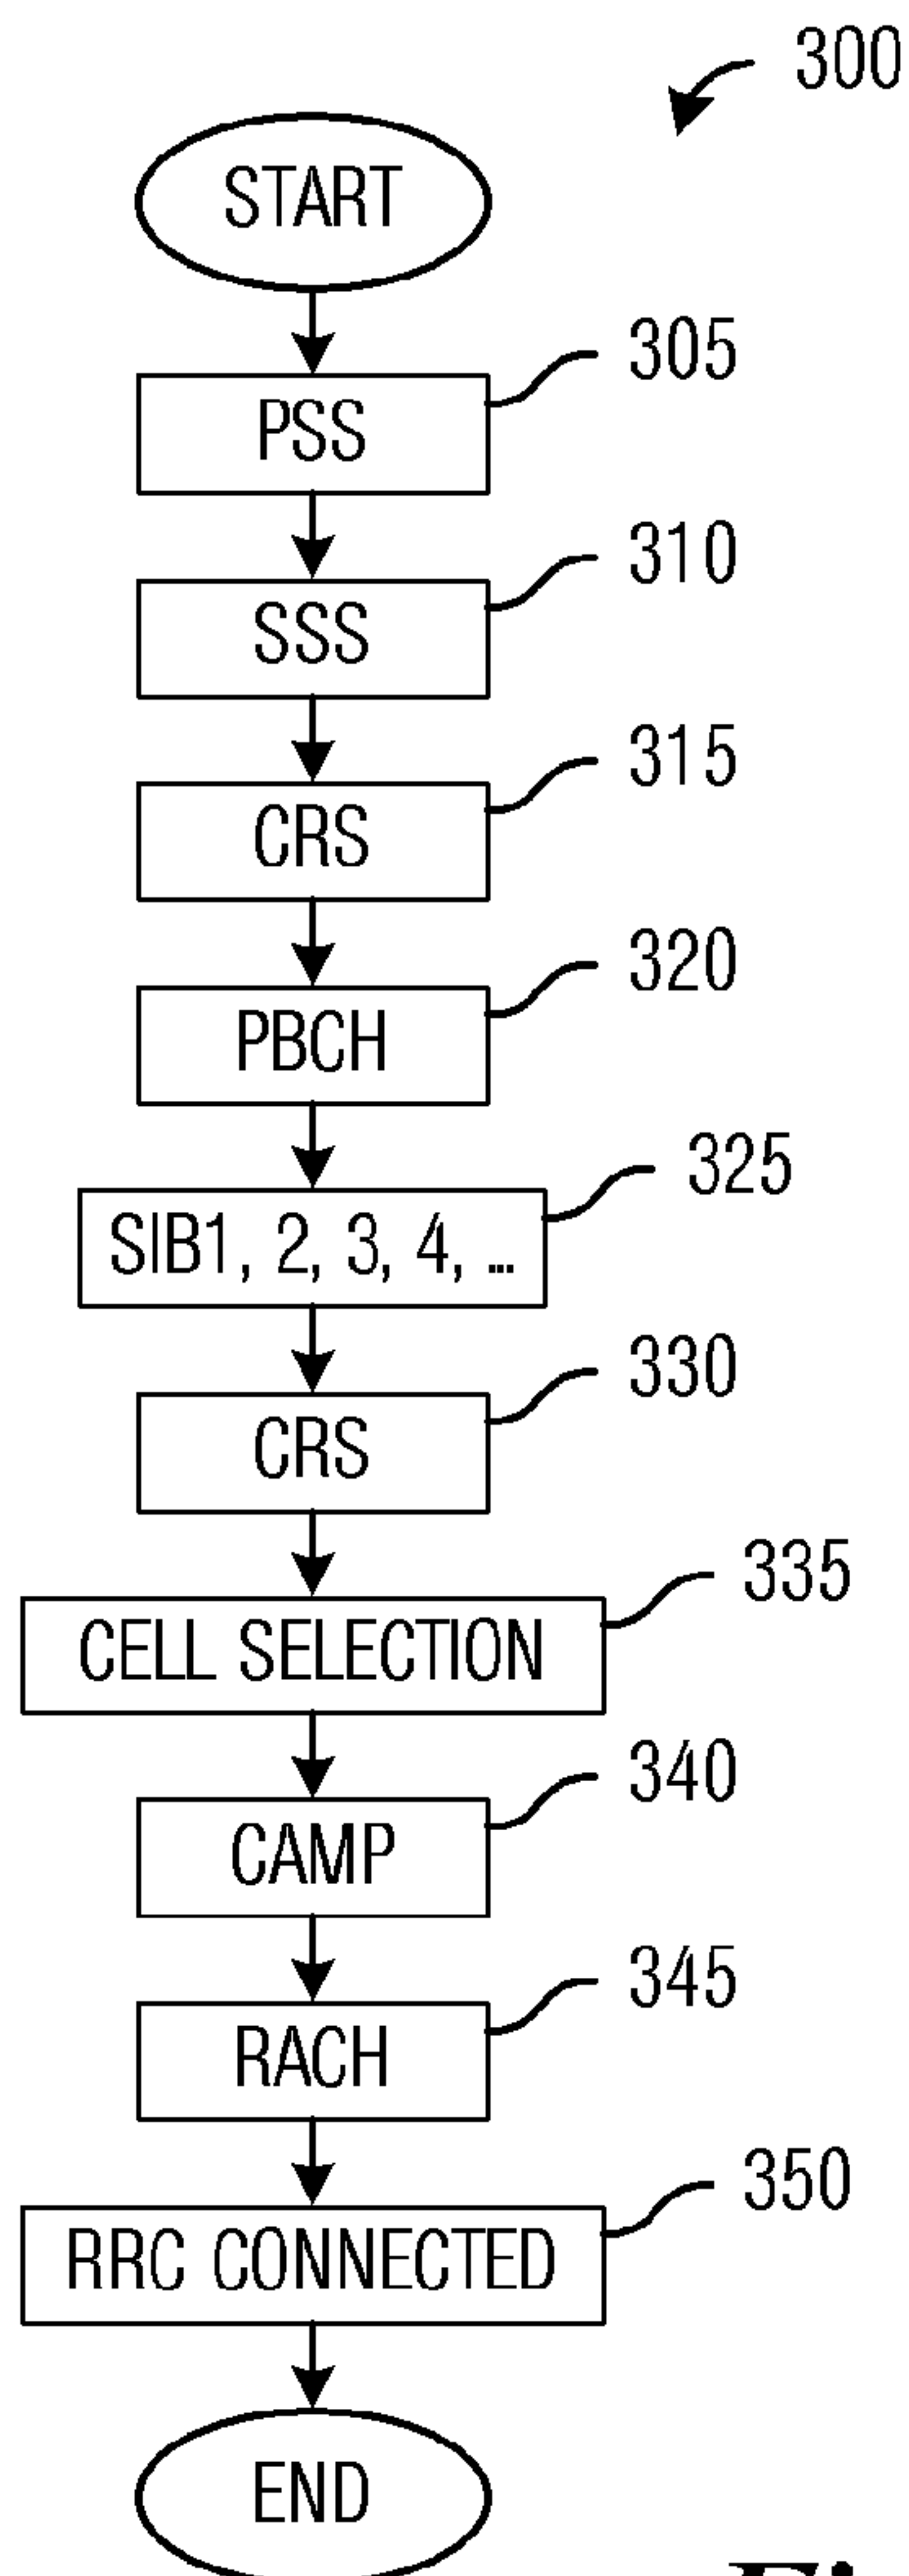 300
START
305
PSS
310
SSS
315
CRS
320
PBCH
325
SIB1, 2, 3, 4, ...
330
CRS
335
CELL SELECTION
340
CAMP
345
RACH
350
RRC CONNECTED
END